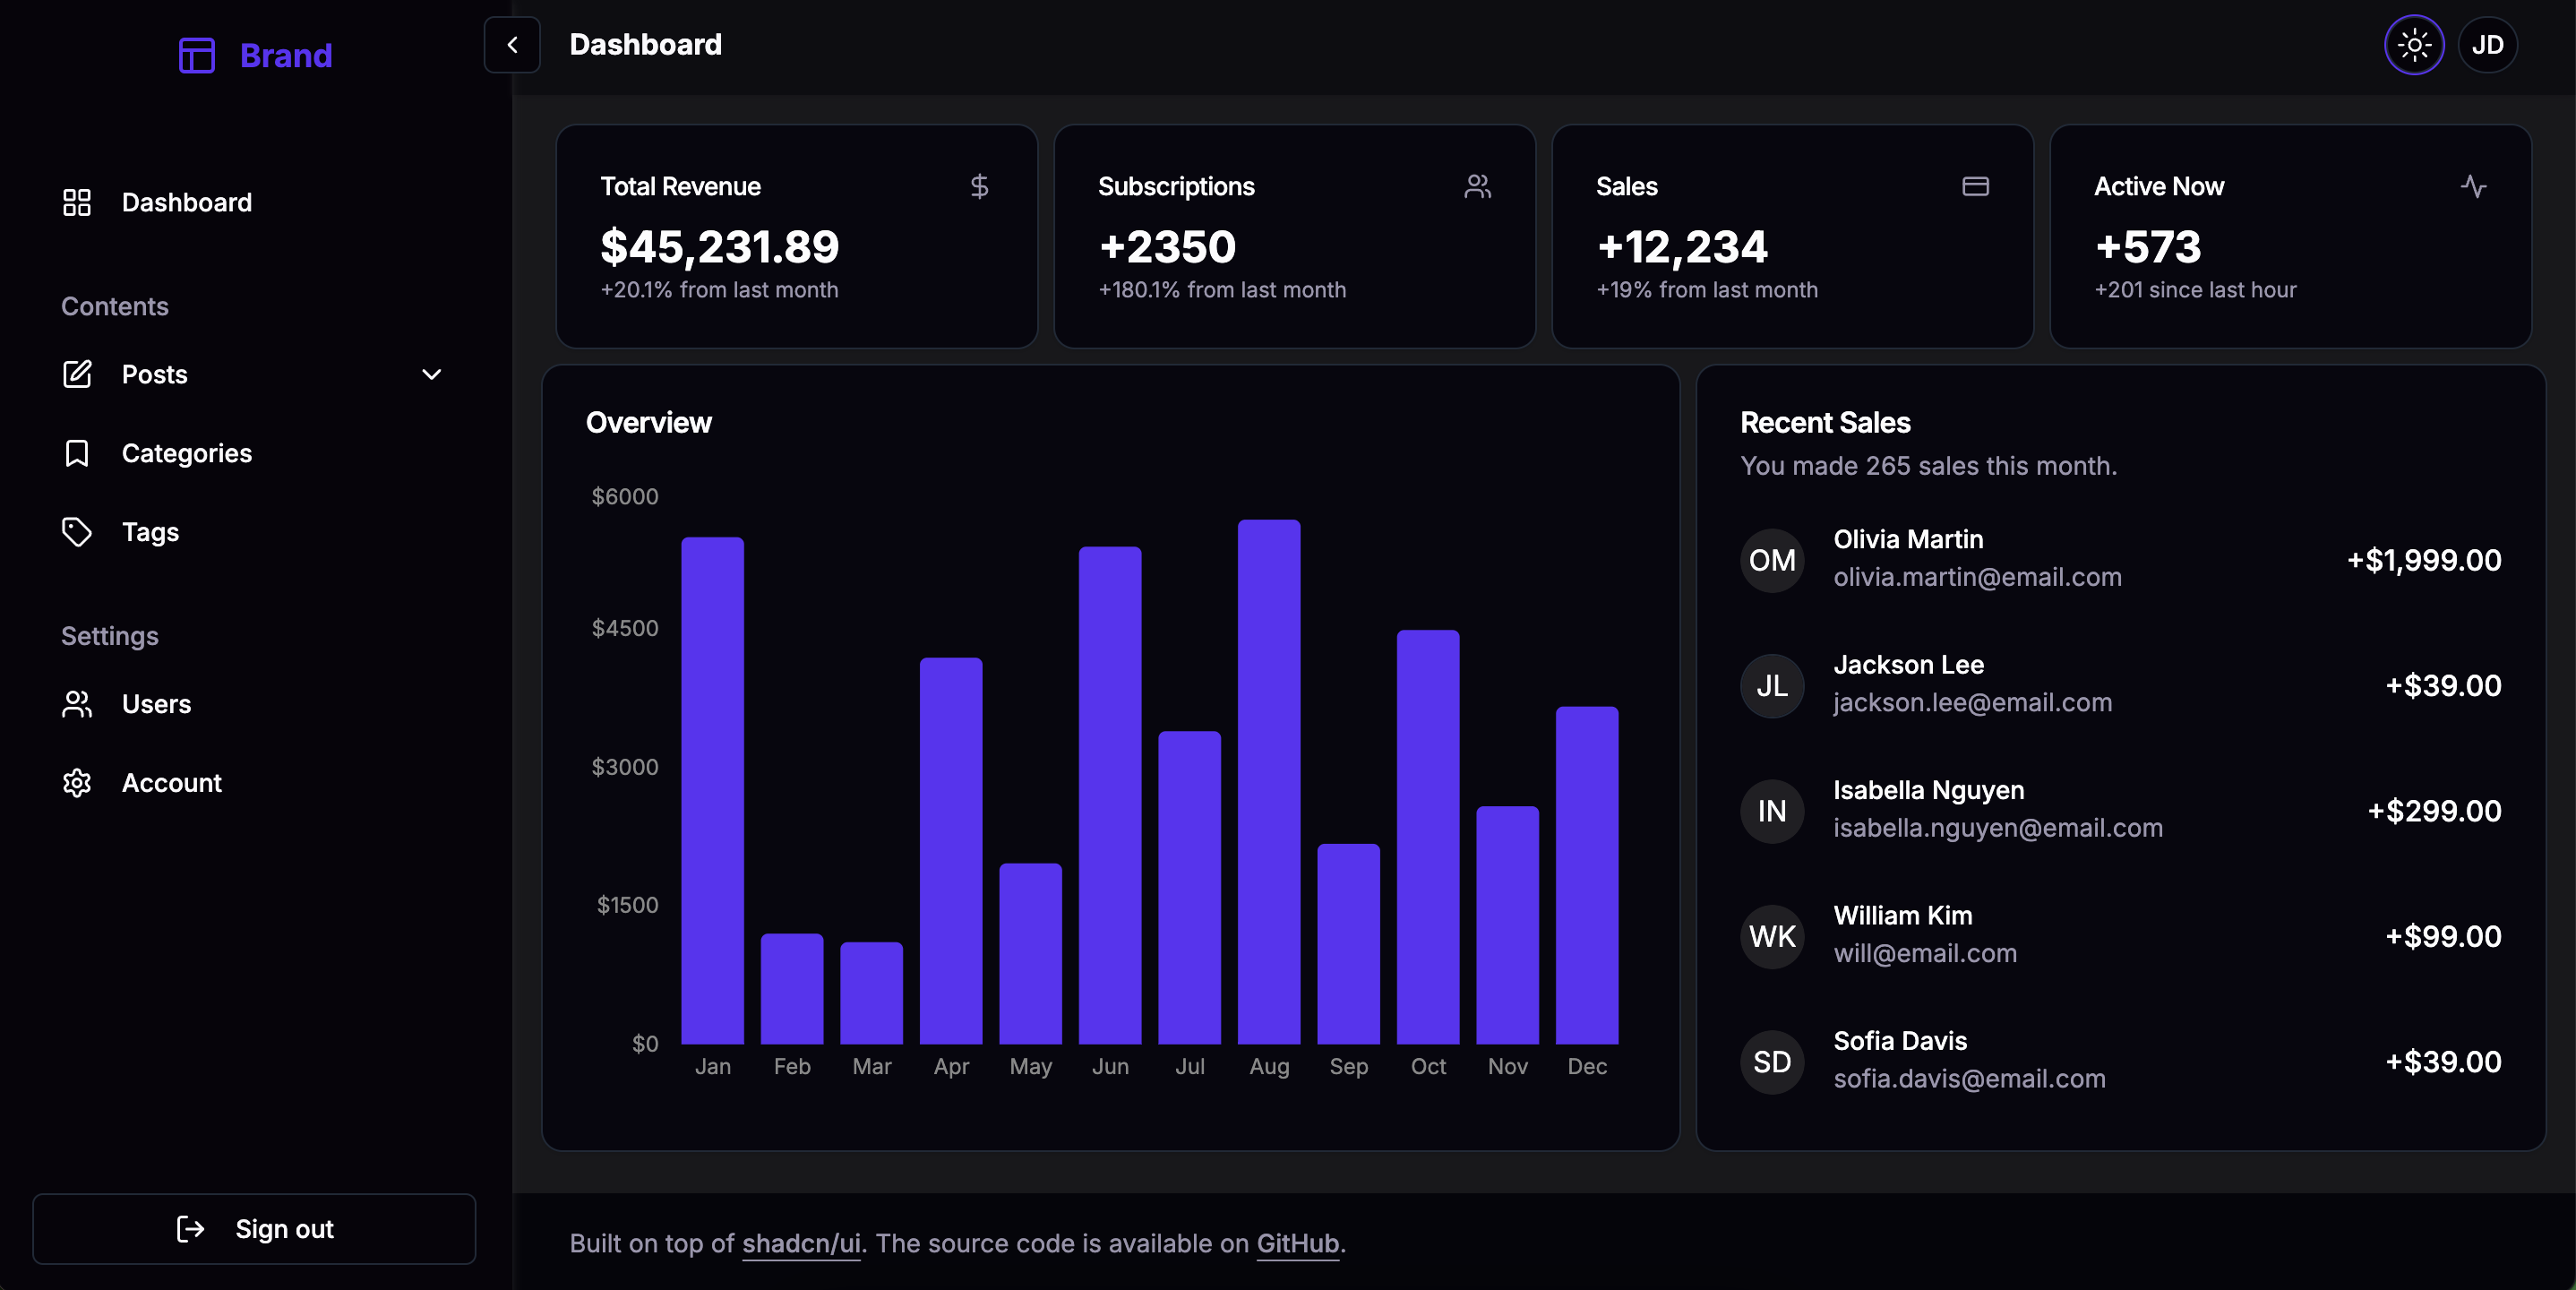 Brand
Dashboard
Contents
Posts
Categories
Tags
Settings
Users
Account
Sign out
Dashboard
JD
Total Revenue
$45,231.89
+20.1% from last month
Subscriptions
+2350
+180.1% from last month
Sales
+12,234
+19% from last month
Active Now
+573
+201 since last hour
Overview
$6000
$4500
$3000
$1500
$0
Jan Feb Mar Apr May Jun Jul Aug Sep Oct Nov Dec
Recent Sales
You made 265 sales this month.
OM
Olivia Martin
olivia.martin@email.com
+$1,999.00
JL
Jackson Lee
jackson.lee@email.com
+$39.00
IN
Isabella Nguyen
isabella.nguyen@email.com
+$299.00
WK
William Kim
will@email.com
+$99.00
SD
Sofia Davis
sofia.davis@email.com
+$39.00
Built on top of shadcn/ui. The source code is available on GitHub.